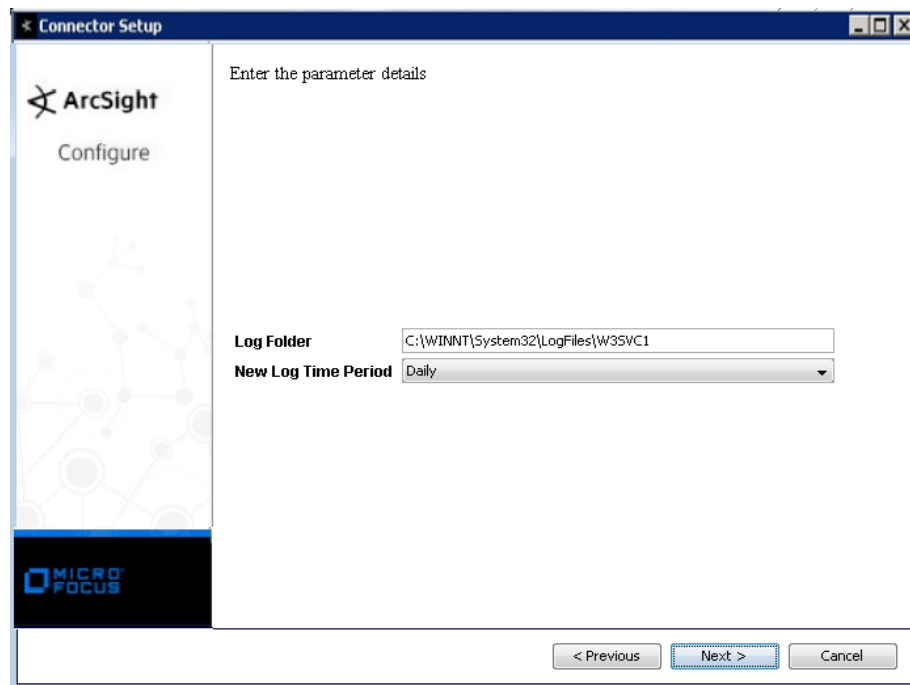 Connector Setup
ArcSight
Configure
Enter the parameter details
Log Folder C:\WINNT\System32\LogFiles\W3SVC1
New Log Time Period Daily
MICRO
FOCUS
< Previous Next > Cancel